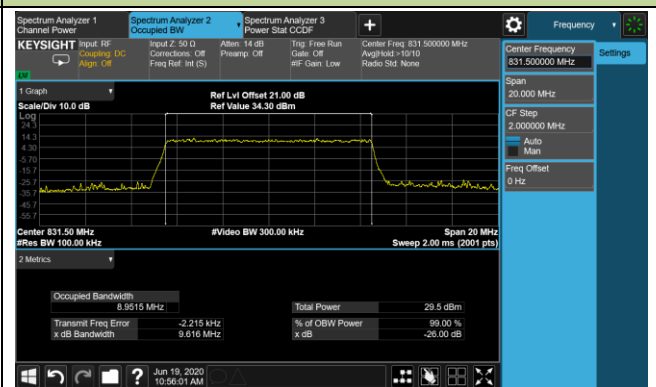 Spectrum Analyzer 1
Channel Power
Spectrum Analyzer 2
Occupied BW
Spectrum Analyzer 3
Power Stat CCDF
Frequency
KEYSIGHT
Input: RF
Coupling: DC
Align: Off
Input Z: 50 Ω
Corrections: Off
Freq Ref: Int (S)
Atten: 14 dB
Preamp: Off
Trig: Free Run
Gate: Off
#IF Gain: Low
Center Freq: 831.500000 MHz
Avg|Hold:>10/10
Radio Std: None
Center Frequency
831.500000 MHz
Settings
Span
20.000 MHz
CF Step
2.000000 MHz
Auto
Man
Freq Offset
0 Hz
1 Graph
Scale/Div 10.0 dB
Ref Lvl Offset 21.00 dB
Ref Value 34.30 dBm
Log
24.3
14.3
4.30
-5.70
-15.7
-25.7
-35.7
-45.7
-55.7
Center 831.50 MHz
#Video BW 300.00 kHz
Span 20 MHz
#Res BW 100.00 kHz
Sweep 2.00 ms (2001 pts)
2 Metrics
Occupied Bandwidth
8.9515 MHz
Total Power
29.5 dBm
Transmit Freq Error
-2.215 kHz
% of OBW Power
99.00 %
x dB Bandwidth
9.616 MHz
x dB
-26.00 dB
Jun 19, 2020
10:56:01 AM